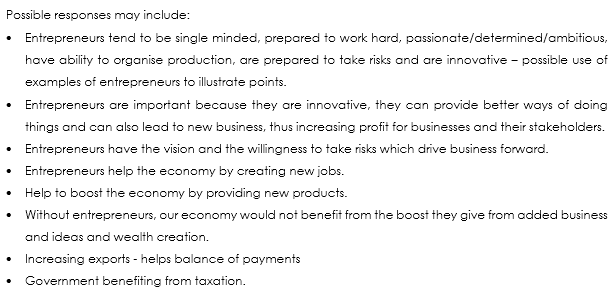 Possible responses may include:
• Entrepreneurs tend to be single minded, prepared to work hard, passionate/determined/ambitious,
have ability to organise production, are prepared to take risks and are innovative – possible use of
examples of entrepreneurs to illustrate points.
• Entrepreneurs are important because they are innovative, they can provide better ways of doing
things and can also lead to new business, thus increasing profit for businesses and their stakeholders.
• Entrepreneurs have the vision and the willingness to take risks which drive business forward.
• Entrepreneurs help the economy by creating new jobs.
• Help to boost the economy by providing new products.
• Without entrepreneurs, our economy would not benefit from the boost they give from added business
and ideas and wealth creation.
• Increasing exports - helps balance of payments
• Government benefiting from taxation.